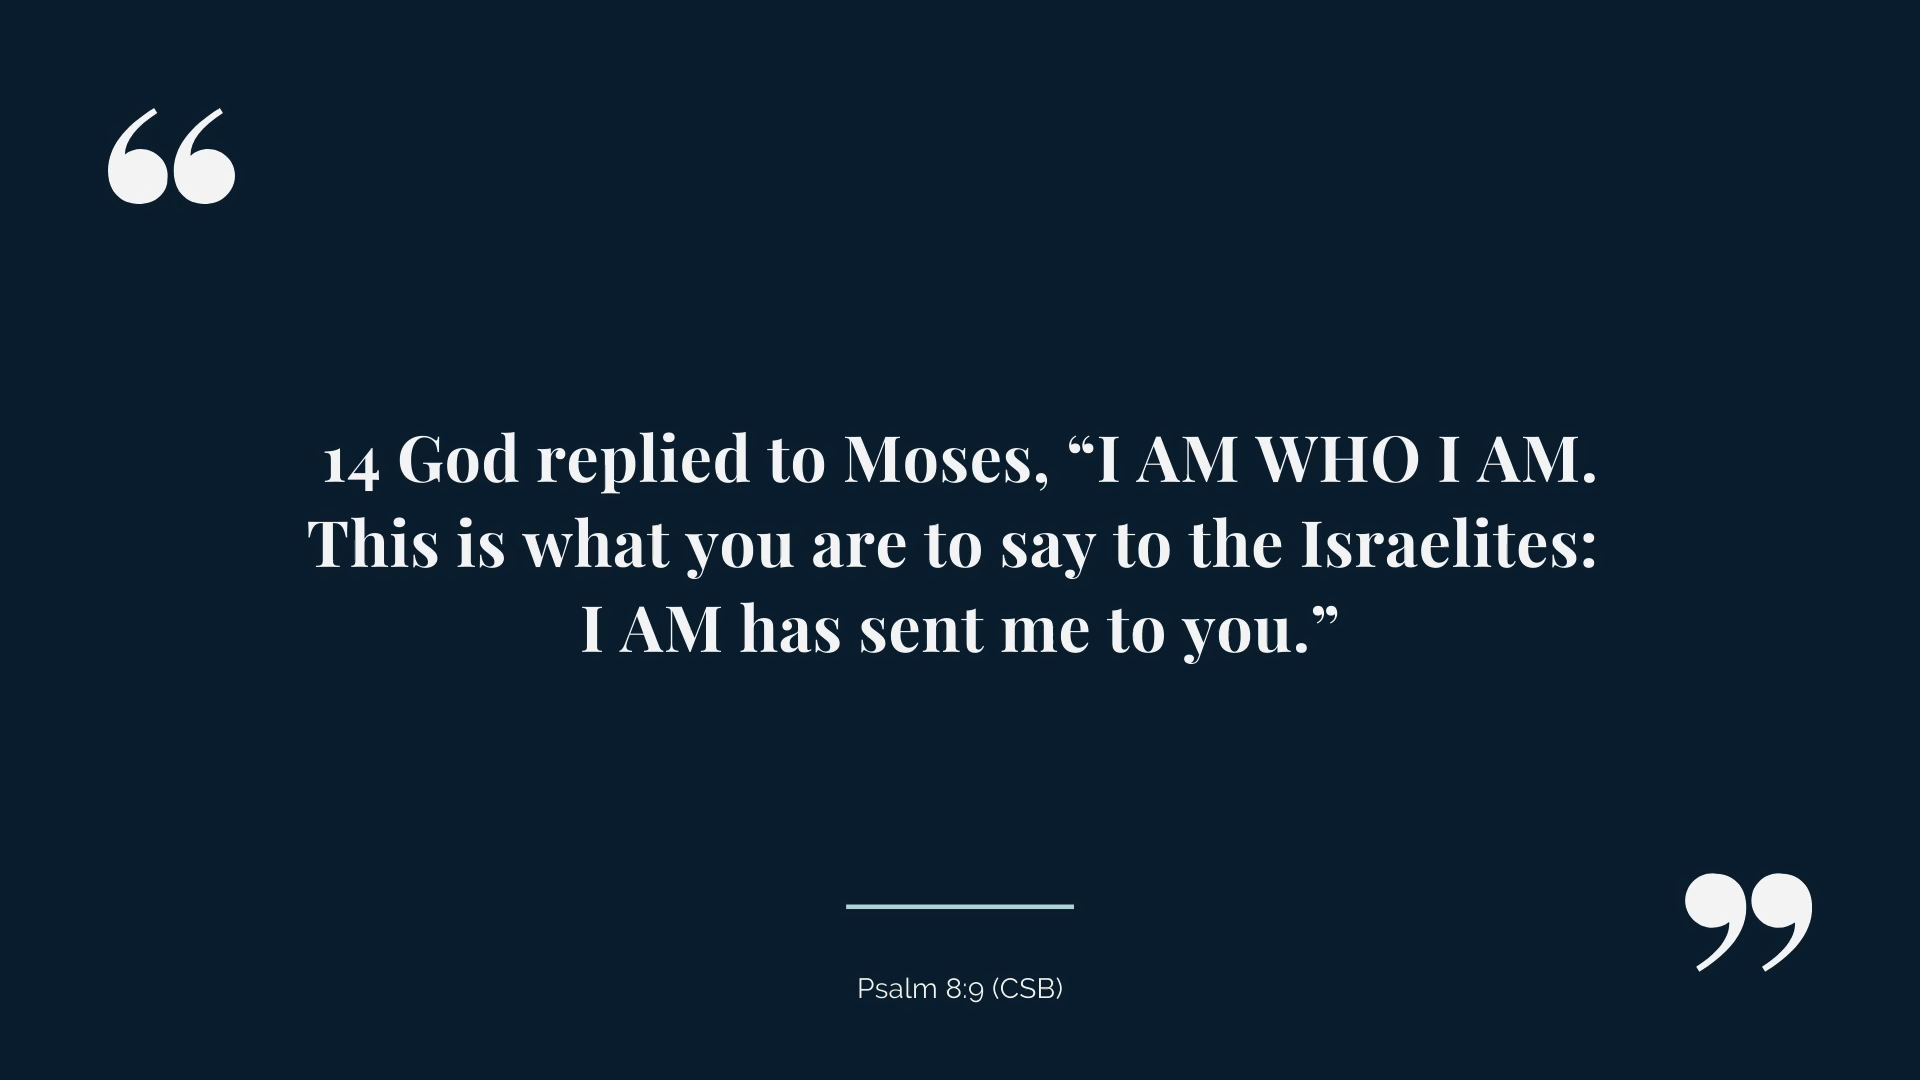 “
14 God replied to Moses, “I AM WHO I AM.
This is what you are to say to the Israelites:
I AM has sent me to you.”
”
Psalm 8:9 (CSB)